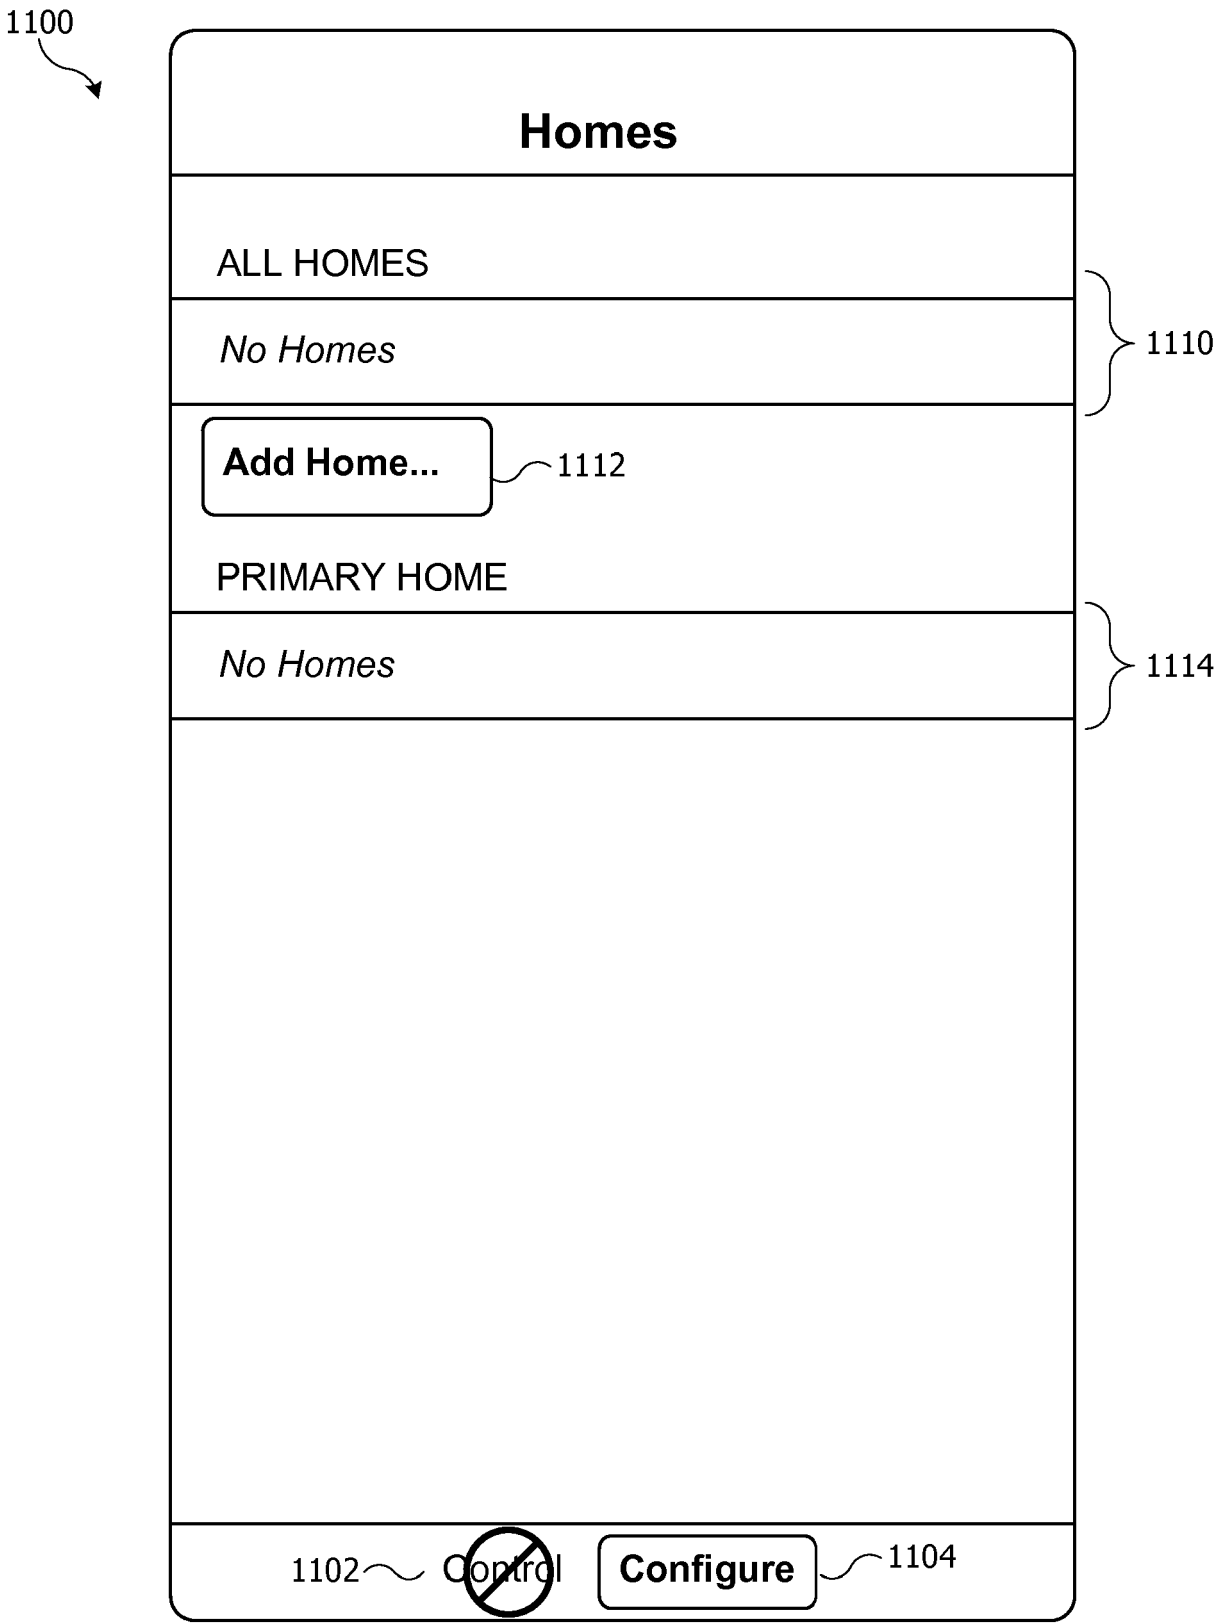 1100
Homes
ALL HOMES
No Homes
1110
Add Home...
1112
PRIMARY HOME
No Homes
1114
1102
Control
Configure
1104